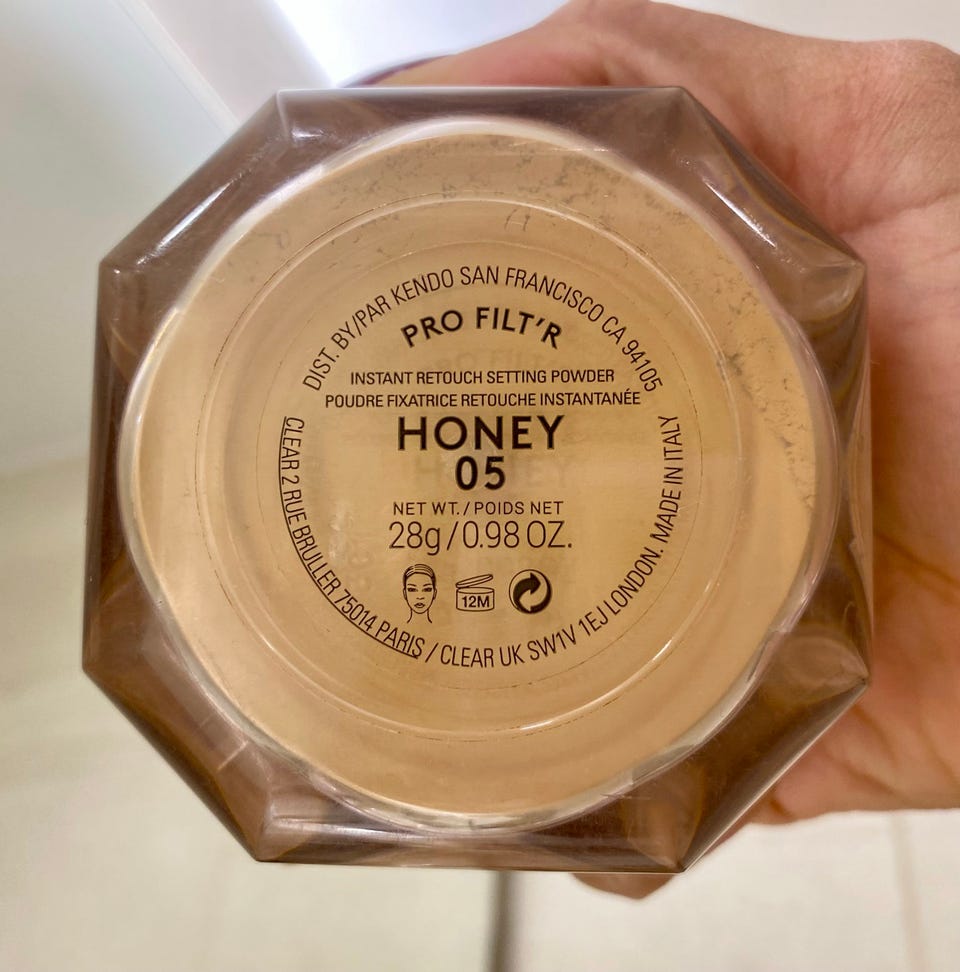 DIST. BY/PAR KENDO SAN FRANCISCO CA 94105
PRO FILT'R
INSTANT RETOUCH SETTING POWDER
POUDRE FIXATRICE RETOUCHE INSTANTANÉE
HONEY
05
NET WT./POIDS NET
28g/0.98 OZ.
12M
CLEAR 2 RUE BRULLER 75014 PARIS / CLEAR UK SW1V 1EJ LONDON. MADE IN ITALY